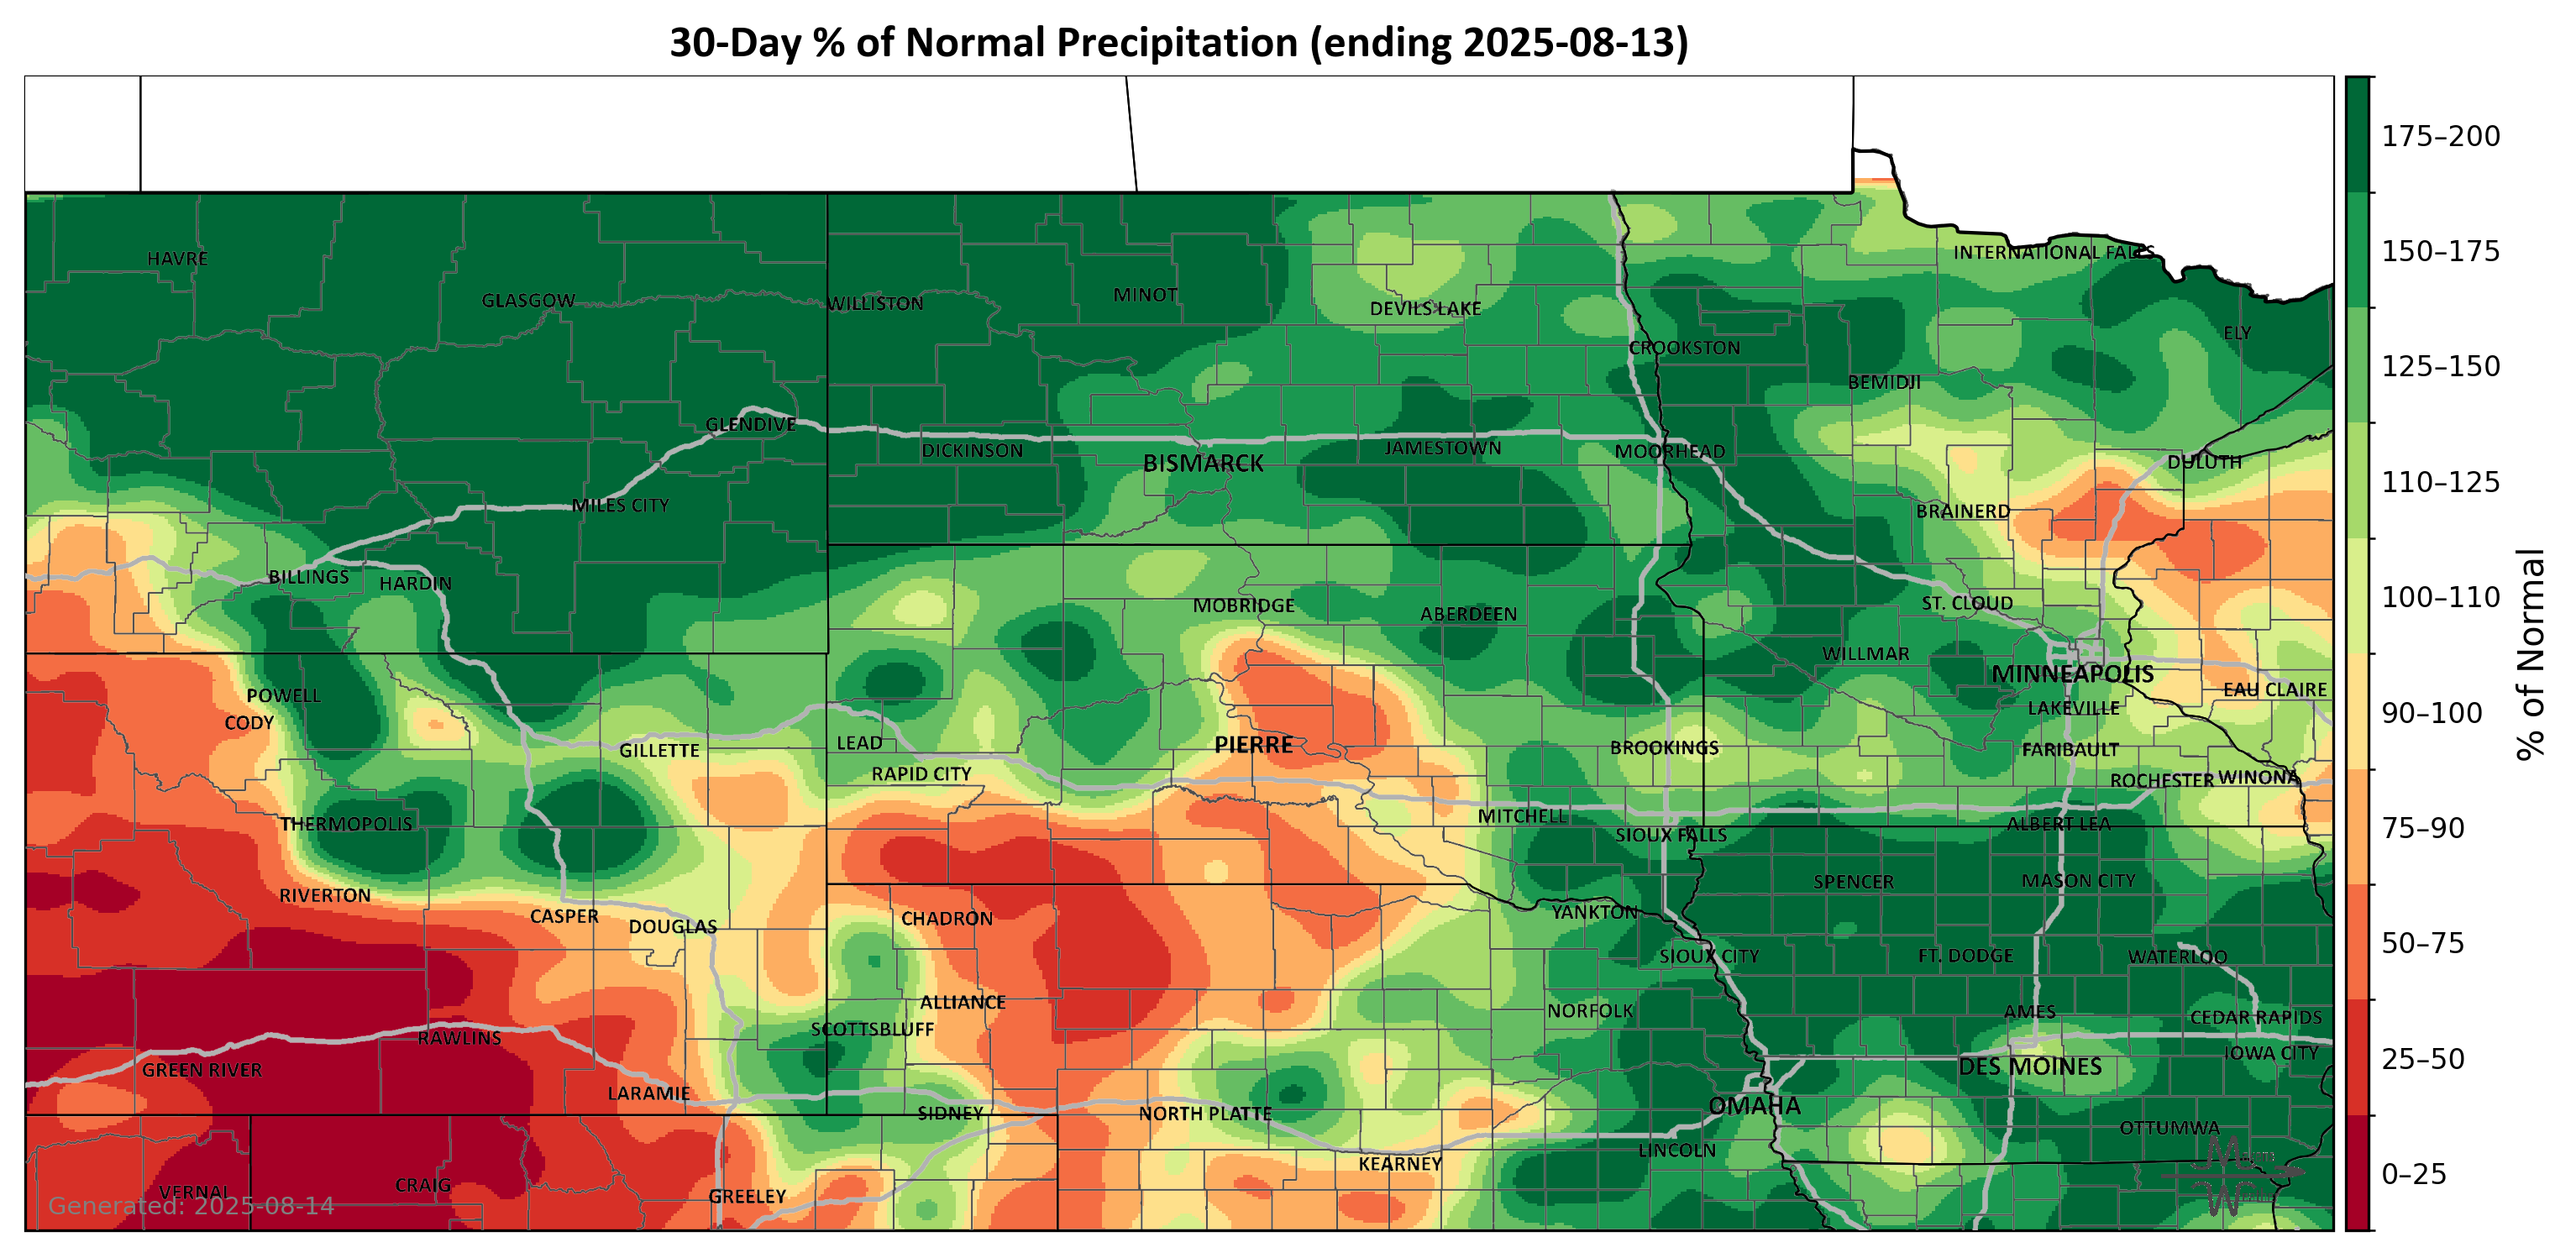 30-Day % of Normal Precipitation (ending 2025-08-13)
175–200
150–175
125–150
110–125
100–110
90–100
75–90
50–75
25–50
0–25
% of Normal
HAVRE
INTERNATIONAL FALLS
GLASGOW
WILLISTON
MINOT
DEVILS LAKE
ELY
CROOKSTON
BEMIDJI
GLENDIVE
DICKINSON
BISMARCK
JAMESTOWN
MOORHEAD
DULUTH
MILES CITY
BRAINERD
BILLINGS
HARDIN
MOBRIDGE
ABERDEEN
ST. CLOUD
WILLMAR
MINNEAPOLIS
POWELL
EAU CLAIRE
CODY
LAKEVILLE
GILLETTE
LEAD
PIERRE
BROOKINGS
FARIBAULT
RAPID CITY
ROCHESTER
WINONA
THERMOPOLIS
MITCHELL
SIOUX FALLS
ALBERT LEA
RIVERTON
SPENCER
MASON CITY
CASPER
DOUGLAS
CHADRON
YANKTON
SIOUX CITY
FT. DODGE
WATERLOO
ALLIANCE
NORFOLK
AMES
CEDAR RAPIDS
SCOTTSBLUFF
RAWLINS
GREEN RIVER
DES MOINES
IOWA CITY
LARAMIE
SIDNEY
NORTH PLATTE
OMAHA
OTTUMWA
KEARNEY
LINCOLN
VERNAL
CRAIG
GREELEY
Generated: 2025-08-14